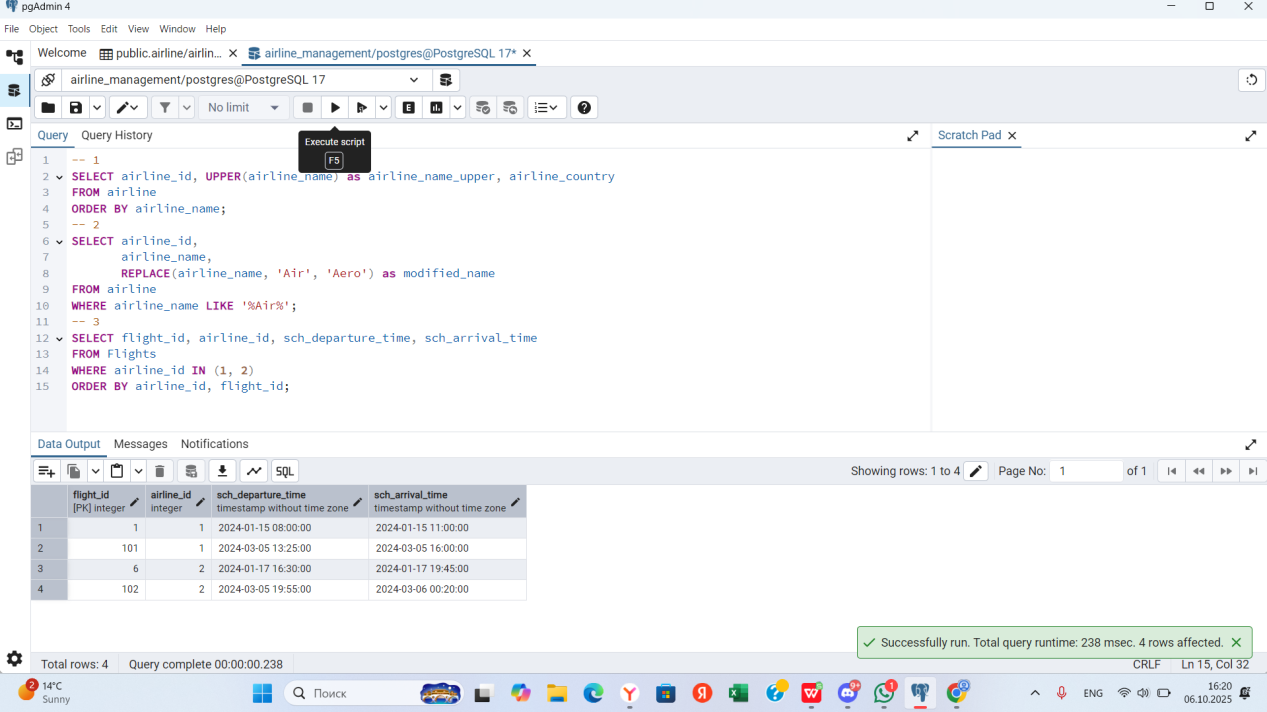 pgAdmin 4
File Object Tools Edit View Window Help
Welcome public.airline/airlin... airline_management/postgres@PostgreSQL 17*
airline_management/postgres@PostgreSQL 17
No limit
Query Query History
Scratch Pad
Execute script
F5
1 -- 1
2 SELECT airline_id, UPPER(airline_name) as airline_name_upper, airline_country
3 FROM airline
4 ORDER BY airline_name;
5 -- 2
6 SELECT airline_id,
7 airline_name,
8 REPLACE(airline_name, 'Air', 'Aero') as modified_name
9 FROM airline
10 WHERE airline_name LIKE '%Air%';
11 -- 3
12 SELECT flight_id, airline_id, sch_departure_time, sch_arrival_time
13 FROM Flights
14 WHERE airline_id IN (1, 2)
15 ORDER BY airline_id, flight_id;
Data Output Messages Notifications
SQL Showing rows: 1 to 4 Page No: 1 of 1
flight_id airline_id sch_departure_time sch_arrival_time
[PK] integer integer timestamp without time zone timestamp without time zone
1 1 1 2024-01-15 08:00:00 2024-01-15 11:00:00
2 101 1 2024-03-05 13:25:00 2024-03-05 16:00:00
3 6 2 2024-01-17 16:30:00 2024-01-17 19:45:00
4 102 2 2024-03-05 19:55:00 2024-03-06 00:20:00
Successfully run. Total query runtime: 238 msec. 4 rows affected.
Total rows: 4 Query complete 00:00:00.238 CRLF Ln 15, Col 32
2 14°C
Sunny
Поиск
9+ 1
ENG
16:20
06.10.2025